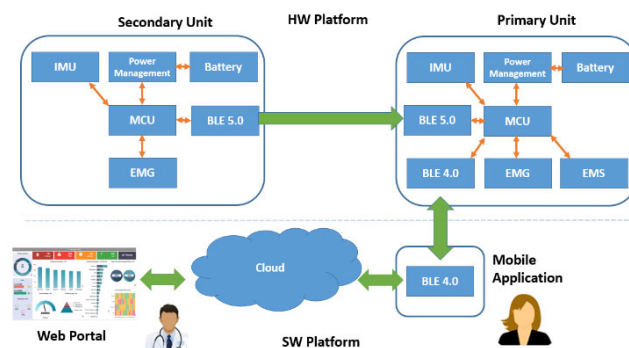 Secondary Unit
HW Platform
Primary Unit
IMU
Power
Management
Battery
MCU
BLE 5.0
EMG
IMU
Power
Management
Battery
BLE 5.0
MCU
BLE 4.0
EMG
EMS
Cloud
BLE 4.0
Mobile
Application
Web Portal
SW Platform